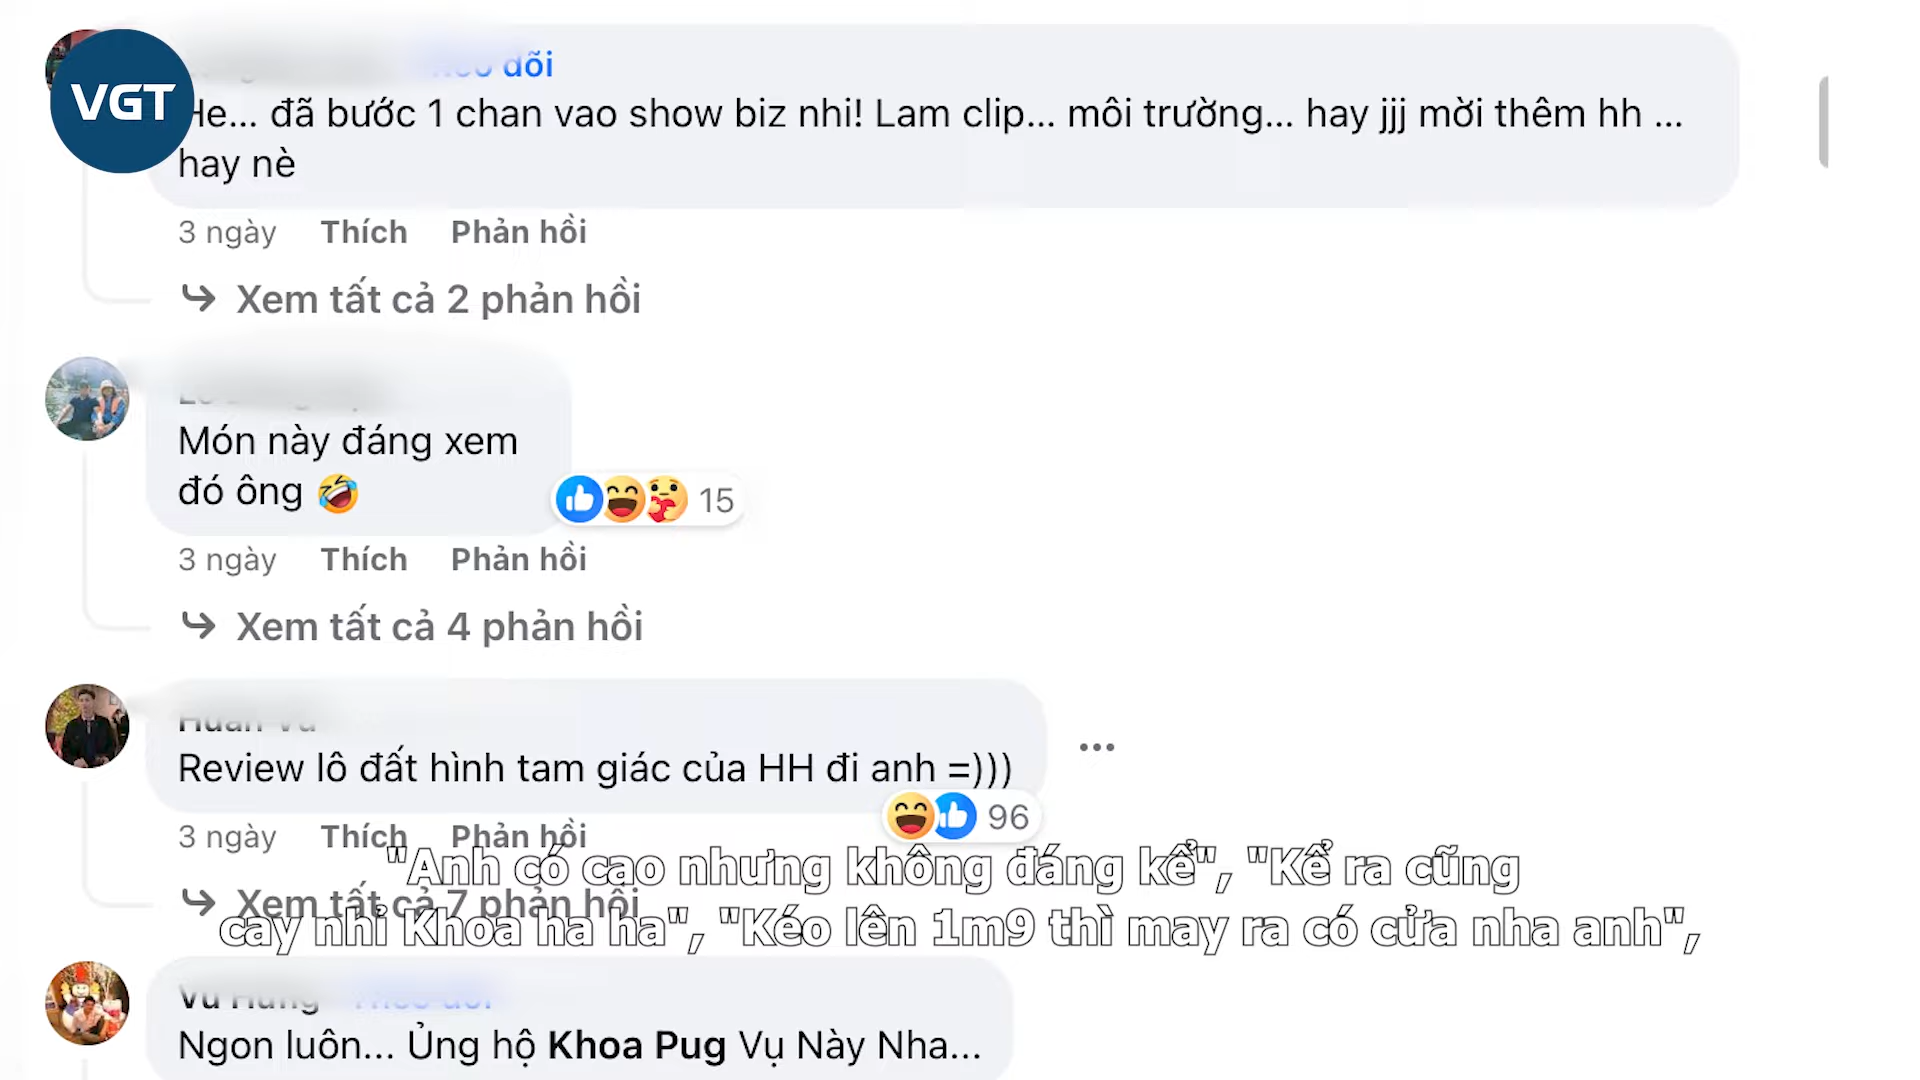 VGT
dõi
He... đã bước 1 chan vao show biz nhi! Lam clip... môi trường... hay jjj mời thêm hh ...
hay nè
3 ngày Thích Phản hồi
Xem tất cả 2 phản hồi
Món này đáng xem
đó ông 🤣
15
3 ngày Thích Phản hồi
Xem tất cả 4 phản hồi
Review lô đất hình tam giác của HH đi anh =)))
96
3 ngày Thích Phản hồi
"Anh có cao nhưng không đáng kể", "Kể ra cũng
Xem tất cả 7 phản hồi
cay nhỉ Khoa ha ha", "Kéo lên 1m9 thì may ra có cửa nha anh",
Ngon luôn... Ủng hộ Khoa Pug Vụ Này Nha...